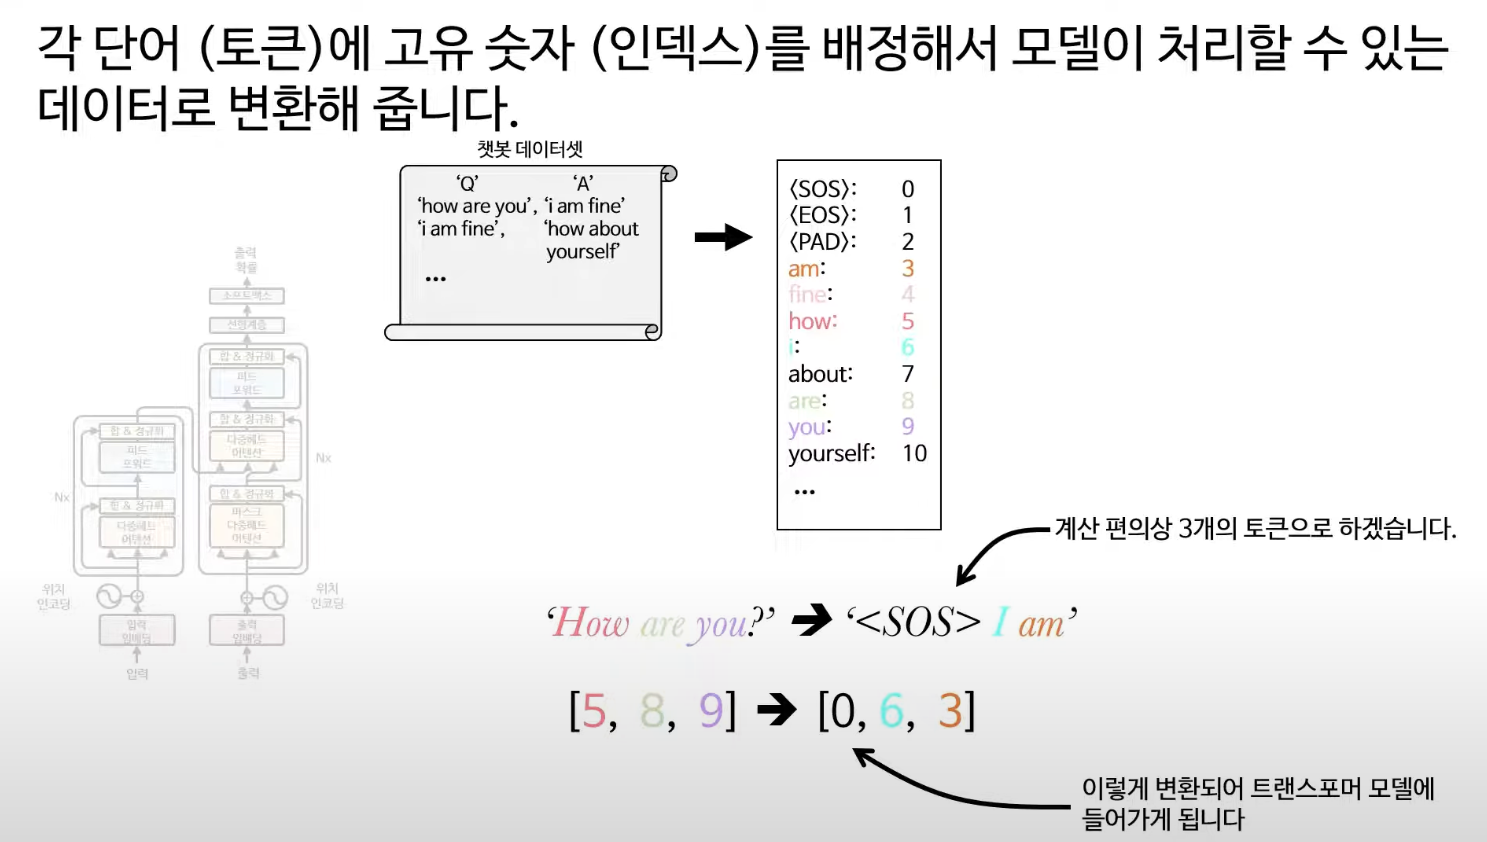 각 단어 (토큰)에 고유 숫자 (인덱스)를 배정해서 모델이 처리할 수 있는
데이터로 변환해 줍니다.
챗봇 데이터셋
‘Q’ ‘A’
‘how are you’, ‘i am fine’
‘i am fine’, ‘how about
yourself’
...
〈SOS〉: 0
〈EOS〉: 1
〈PAD〉: 2
am: 3
fine: 4
how: 5
i: 6
about: 7
are: 8
you: 9
yourself: 10
...
출력
확률
소프트맥스
선형계층
합 & 정규화
피드
포워드
합 & 정규화
다중헤드
어텐션
합 & 정규화
마스크
다중헤드
어텐션
Nx
합 & 정규화
피드
포워드
합 & 정규화
다중헤드
어텐션
Nx
위치
인코딩
위치
인코딩
입력
임베딩
출력
임베딩
입력
출력
계산 편의상 3개의 토큰으로 하겠습니다.
‘How are you?’ ➔ ‘<SOS> I am’
[5, 8, 9] ➔ [0, 6, 3]
이렇게 변환되어 트랜스포머 모델에
들어가게 됩니다